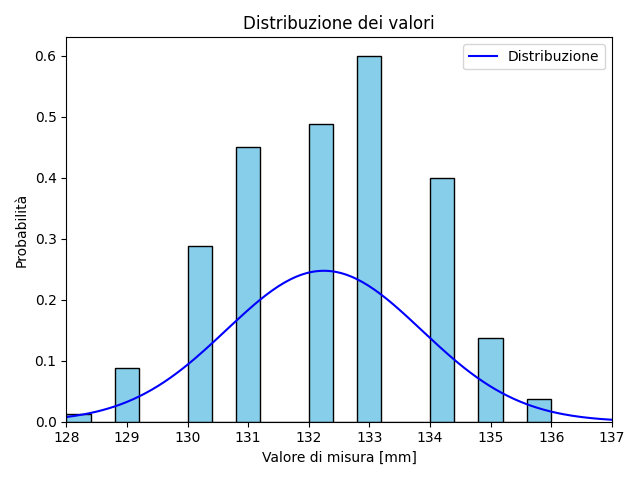 Distribuzione dei valori
Distribuzione
Probabilità
0.6
0.5
0.4
0.3
0.2
0.1
0.0
128 129 130 131 132 133 134 135 136 137
Valore di misura [mm]